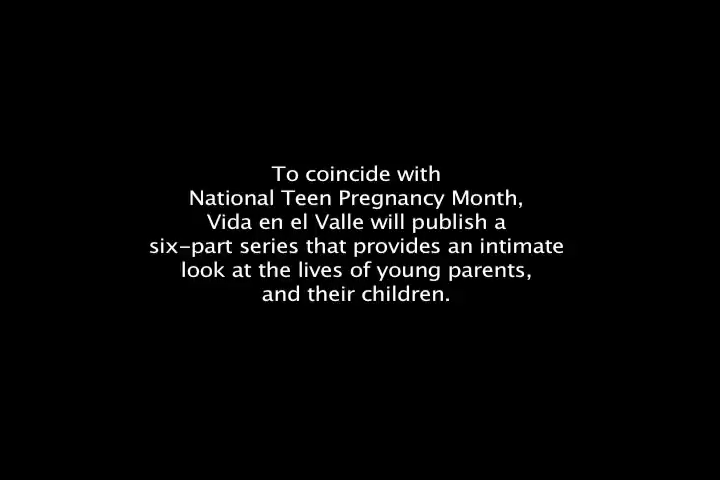 To coincide with
National Teen Pregnancy Month,
Vida en el Valle will publish a
six-part series that provides an intimate
look at the lives of young parents,
and their children.